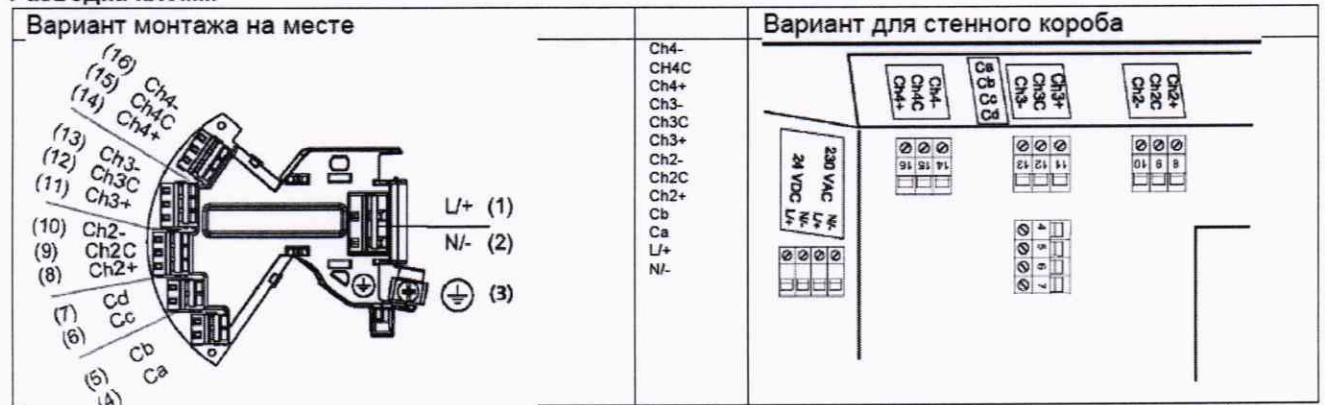 Вариант монтажа на месте
(16) Ch4-
(15) Ch4C
(14) Ch4+
(13) Ch3-
(12) Ch3C
(11) Ch3+
(10) Ch2-
(9) Ch2C
(8) Ch2+
(7) Cd
(6) Cc
(5) Cb
(4) Ca
L/+ (1)
N/- (2)
(3)
Ch4-
CH4C
Ch4+
Ch3-
Ch3C
Ch3+
Ch2-
Ch2C
Ch2+
Cb
Ca
L/+
N/-
Вариант для стенного короба
Ch4+ Ch4C Ch4-
Ca
Cb
Cc
Cd
Ch3- Ch3C Ch3+
Ch2- Ch2C Ch2+
230 VAC N/- L/+
24 VDC N/- L/+
16 15 14
13 12 11
10 9 8
4
5
6
7